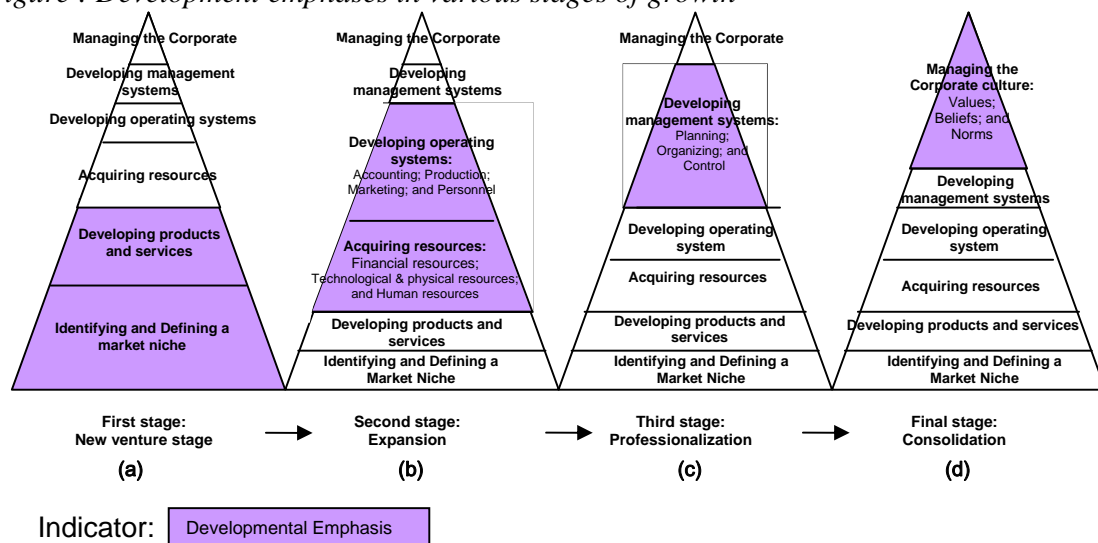 igure . Development emphases in various stages of growth
Managing the Corporate
Developing management
systems
Developing operating systems
Acquiring resources
Developing products
and services
Identifying and Defining a
market niche
Managing the Corporate
Developing
management systems
Developing operating
systems:
Accounting; Production;
Marketing; and Personnel
Acquiring resources:
Financial resources;
Technological & physical resources;
and Human resources
Developing products and
services
Identifying and Defining a
Market Niche
Managing the Corporate
Developing
management systems:
Planning;
Organizing; and
Control
Developing operating
system
Acquiring resources
Developing products and
services
Identifying and Defining a
Market Niche
Managing the
Corporate culture:
Values;
Beliefs; and
Norms
Developing
management systems
Developing operating
system
Acquiring resources
Developing products and services
Identifying and Defining a
Market Niche
First stage:
New venture stage
(a)
Second stage:
Expansion
(b)
Third stage:
Professionalization
(c)
Final stage:
Consolidation
(d)
Indicator:
Developmental Emphasis